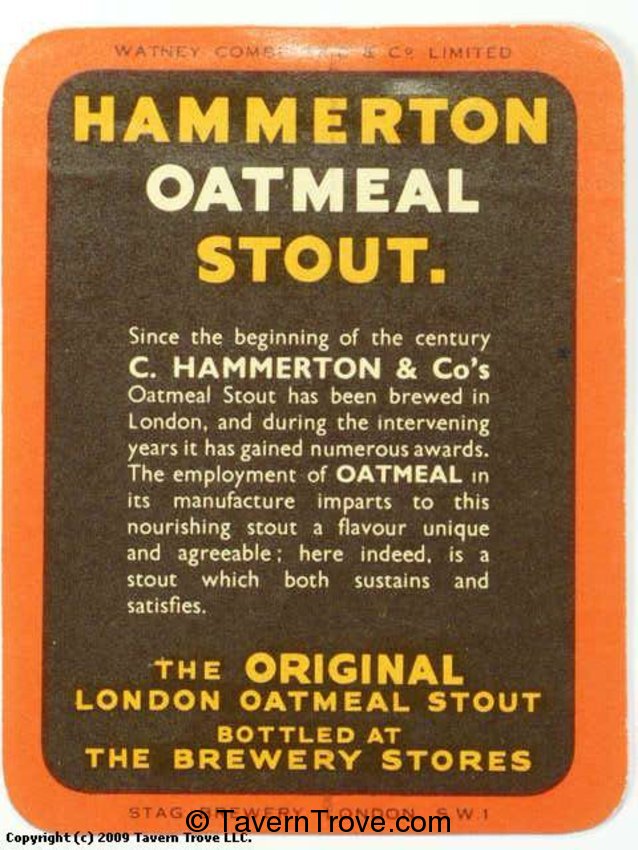 WATNEY COMBE & Cº LIMITED
HAMMERTON
OATMEAL
STOUT.
Since the beginning of the century
C. HAMMERTON & Co's
Oatmeal Stout has been brewed in
London, and during the intervening
years it has gained numerous awards.
The employment of OATMEAL in
its manufacture imparts to this
nourishing stout a flavour unique
and agreeable; here indeed, is a
stout which both sustains and
satisfies.
THE ORIGINAL
LONDON OATMEAL STOUT
BOTTLED AT
THE BREWERY STORES
STAG BREWERY LONDON S.W.1
© TavernTrove.com
Copyright (c) 2009 Tavern Trove LLC.